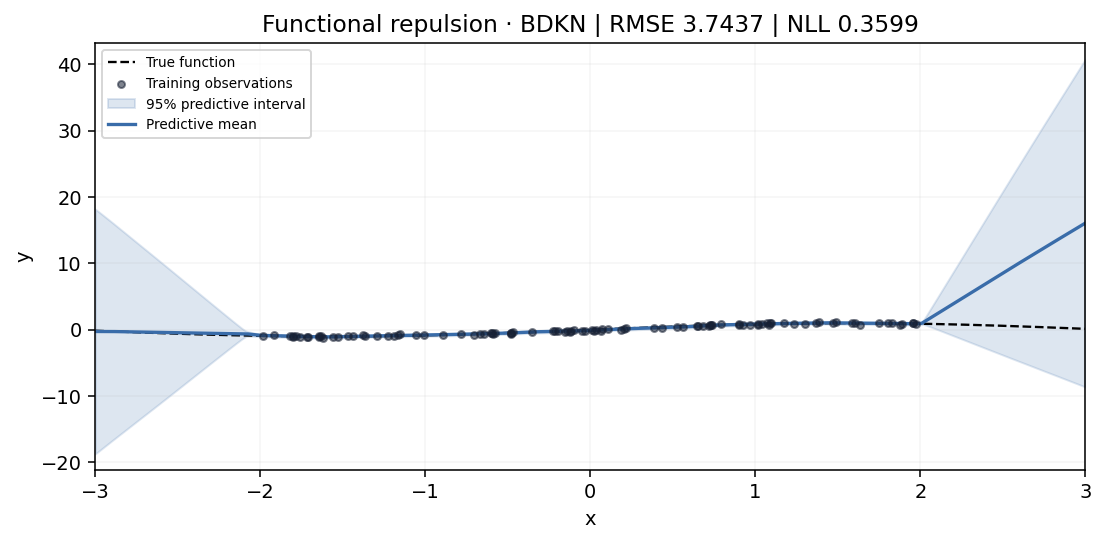 Functional repulsion · BDKN | RMSE 3.7437 | NLL 0.3599
True function
Training observations
95% predictive interval
Predictive mean
40
30
20
10
0
−10
−20
y
−3
−2
−1
0
1
2
3
x